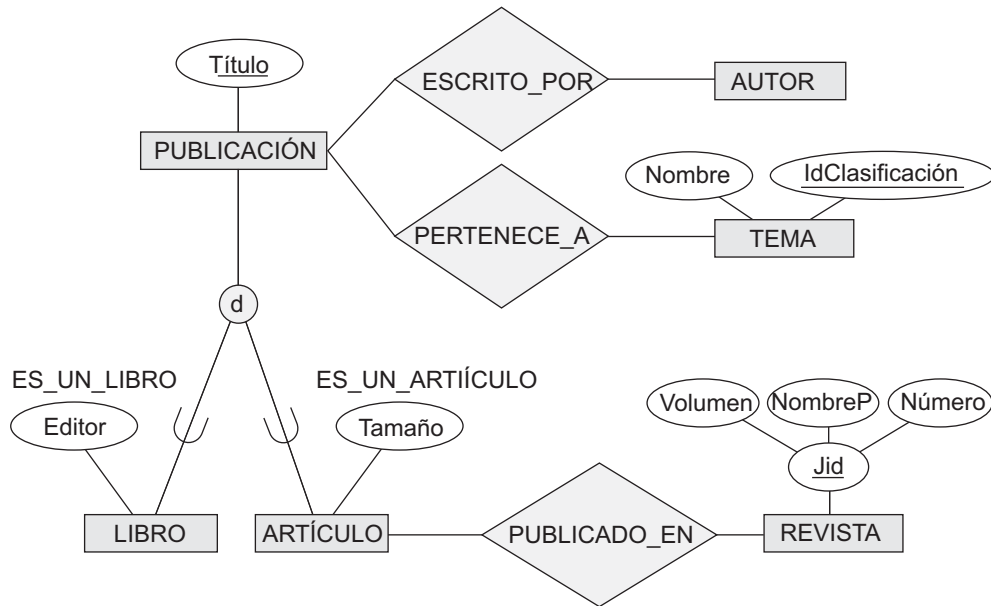 Título
ESCRITO_POR
AUTOR
PUBLICACIÓN
Nombre
IdClasificación
PERTENECE_A
TEMA
d
ES_UN_LIBRO
ES_UN_ARTIÍCULO
Editor
Tamaño
Volumen
NombreP
Número
Jid
LIBRO
ARTÍCULO
PUBLICADO_EN
REVISTA